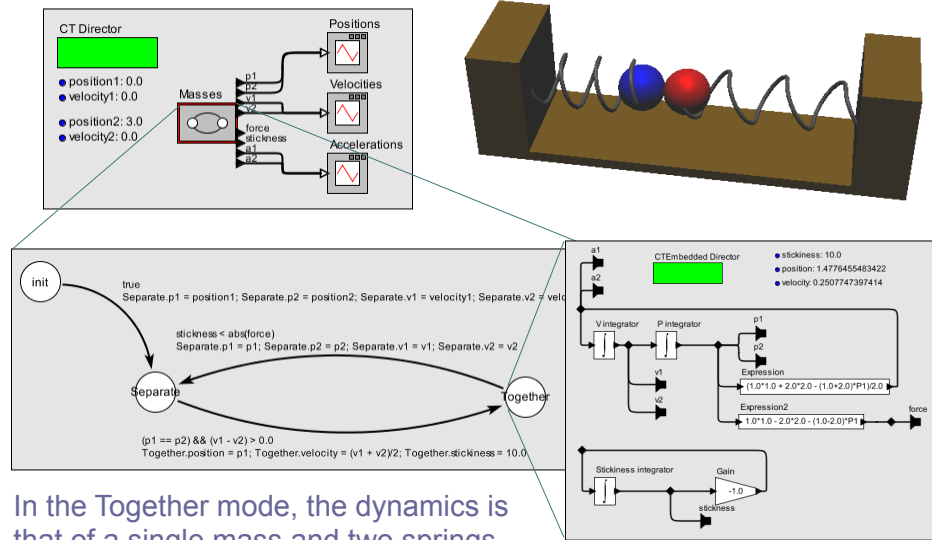 Positions
CT Director
position1: 0.0
velocity1: 0.0
position2: 3.0
velocity2: 0.0
Masses
p1
p2
v1
v2
force
stickness
a1
a2
Velocities
Accelerations
init
true
Separate.p1 = position1; Separate.p2 = position2; Separate.v1 = velocity1; Separate.v2 = velo
stickness < abs(force)
Separate.p1 = p1; Separate.p2 = p2; Separate.v1 = v1; Separate.v2 = v2
Separate
Together
(p1 == p2) && (v1 - v2) > 0.0
Together.position = p1; Together.velocity = (v1 + v2)/2; Together.stickness = 10.0
a1
a2
CTEmbedded Director
stickiness: 10.0
position: 1.4776455483422
velocity: 0.2507747397414
V integrator
P integrator
p1
p2
v1
v2
Expression
(1.0*1.0 + 2.0*2.0 - (1.0+2.0)*P1)/2.0
Expression2
1.0*1.0 - 2.0*2.0 - (1.0-2.0)*P1
force
Stickiness integrator
Gain
-1.0
stickness
In the Together mode, the dynamics is
that of a single mass and two springs